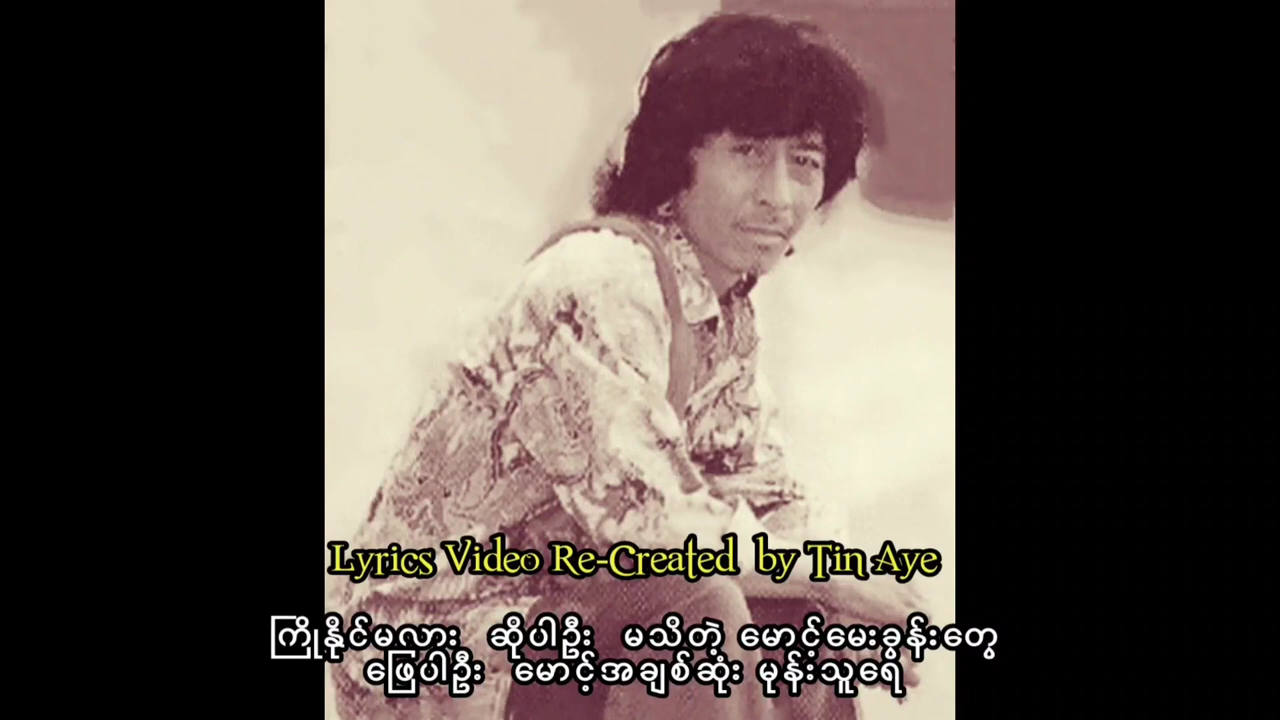 Lyrics Video Re-Created by Tin Aye
ကြိုနိုင်မလား ဆိုပါဦး မသိတဲ့ မောင့်မေးခွန်းတွေ
ဖြေပါဦး မောင့်အချစ်ဆုံး မုန်းသူရေ